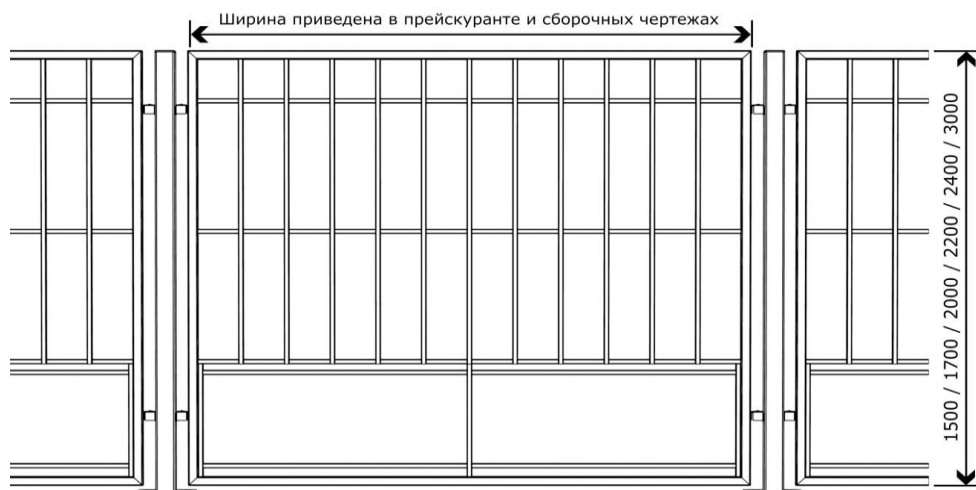 Ширина приведена в прейскуранте и сборочных чертежах
1500 / 1700 / 2000 / 2200 / 2400 / 3000